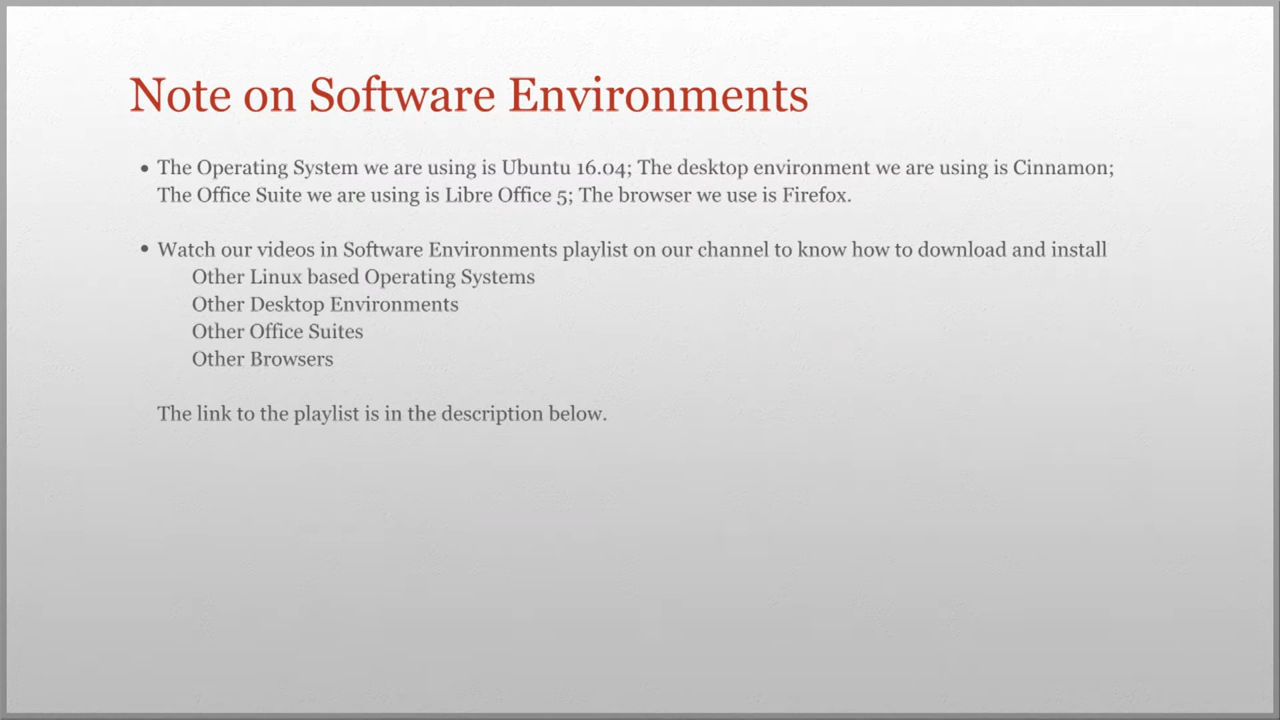 Note on Software Environments
• The Operating System we are using is Ubuntu 16.04; The desktop environment we are using is Cinnamon;
The Office Suite we are using is Libre Office 5; The browser we use is Firefox.
• Watch our videos in Software Environments playlist on our channel to know how to download and install
Other Linux based Operating Systems
Other Desktop Environments
Other Office Suites
Other Browsers
The link to the playlist is in the description below.